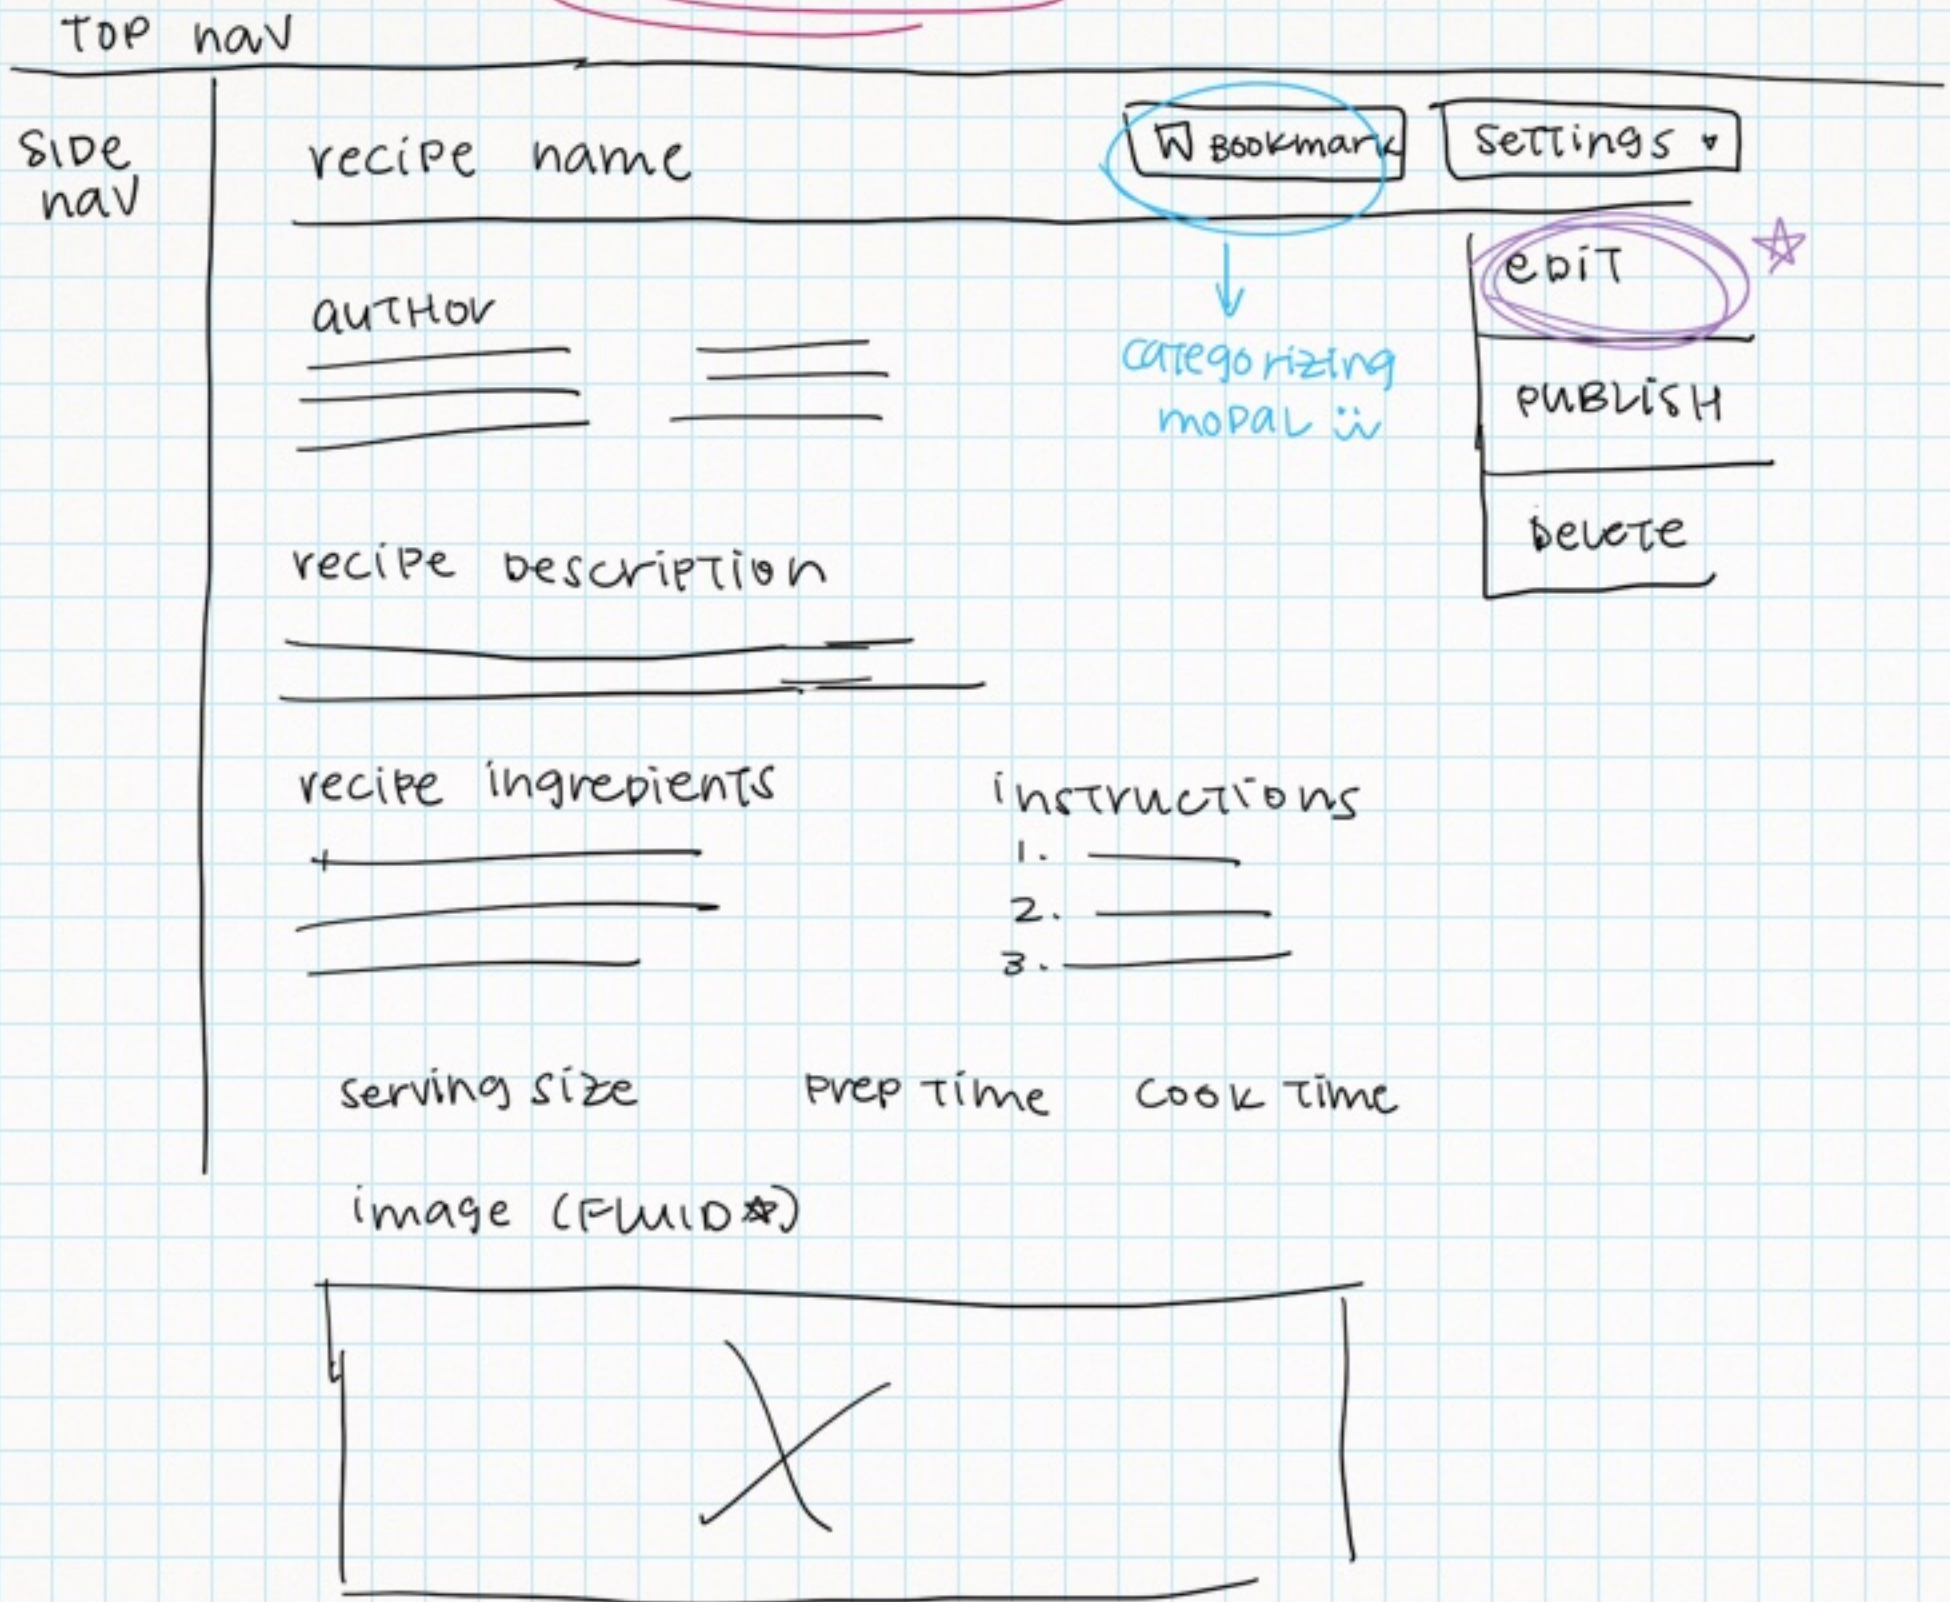 TOP nav
SIDE
nav
recipe name
Bookmark
Settings
edit
author
categorizing
modal
publish
recipe description
delete
recipe ingredients
instructions
1.
2.
3.
serving size
prep time
cook time
image (FLUID☆)